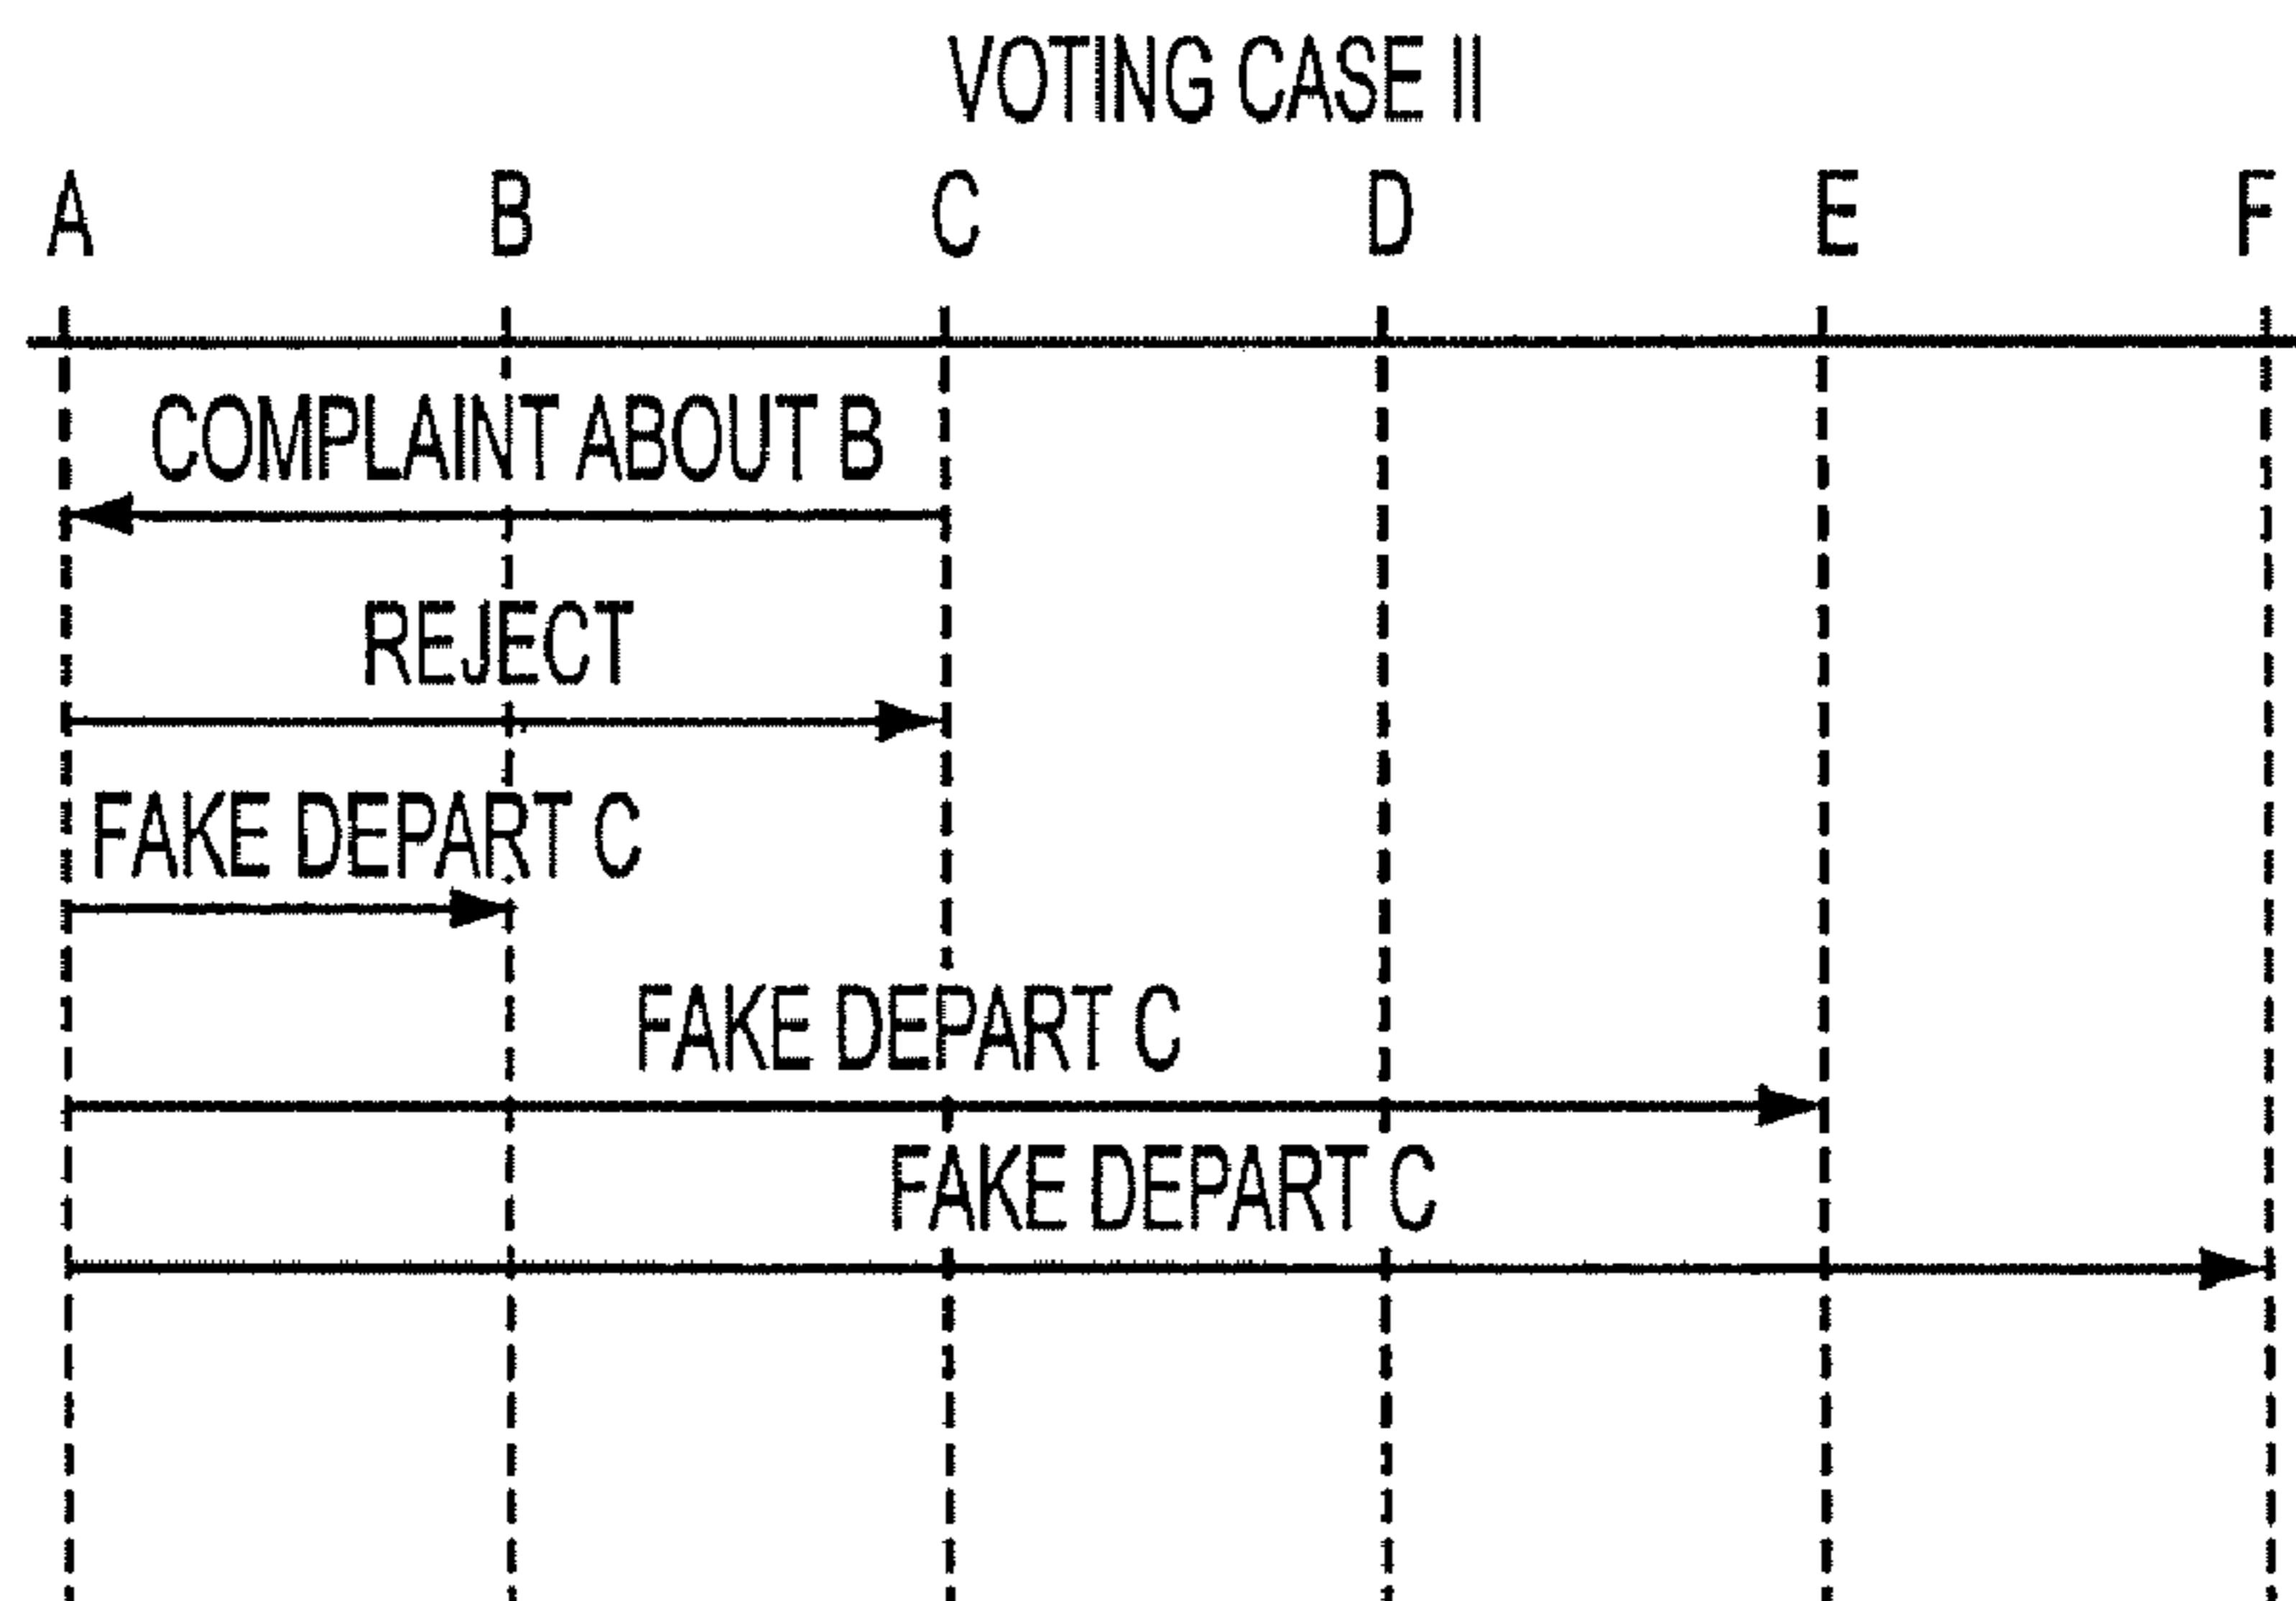 VOTING CASE II
A B C D E F
COMPLAINT ABOUT B
REJECT
FAKE DEPART C
FAKE DEPART C
FAKE DEPART C